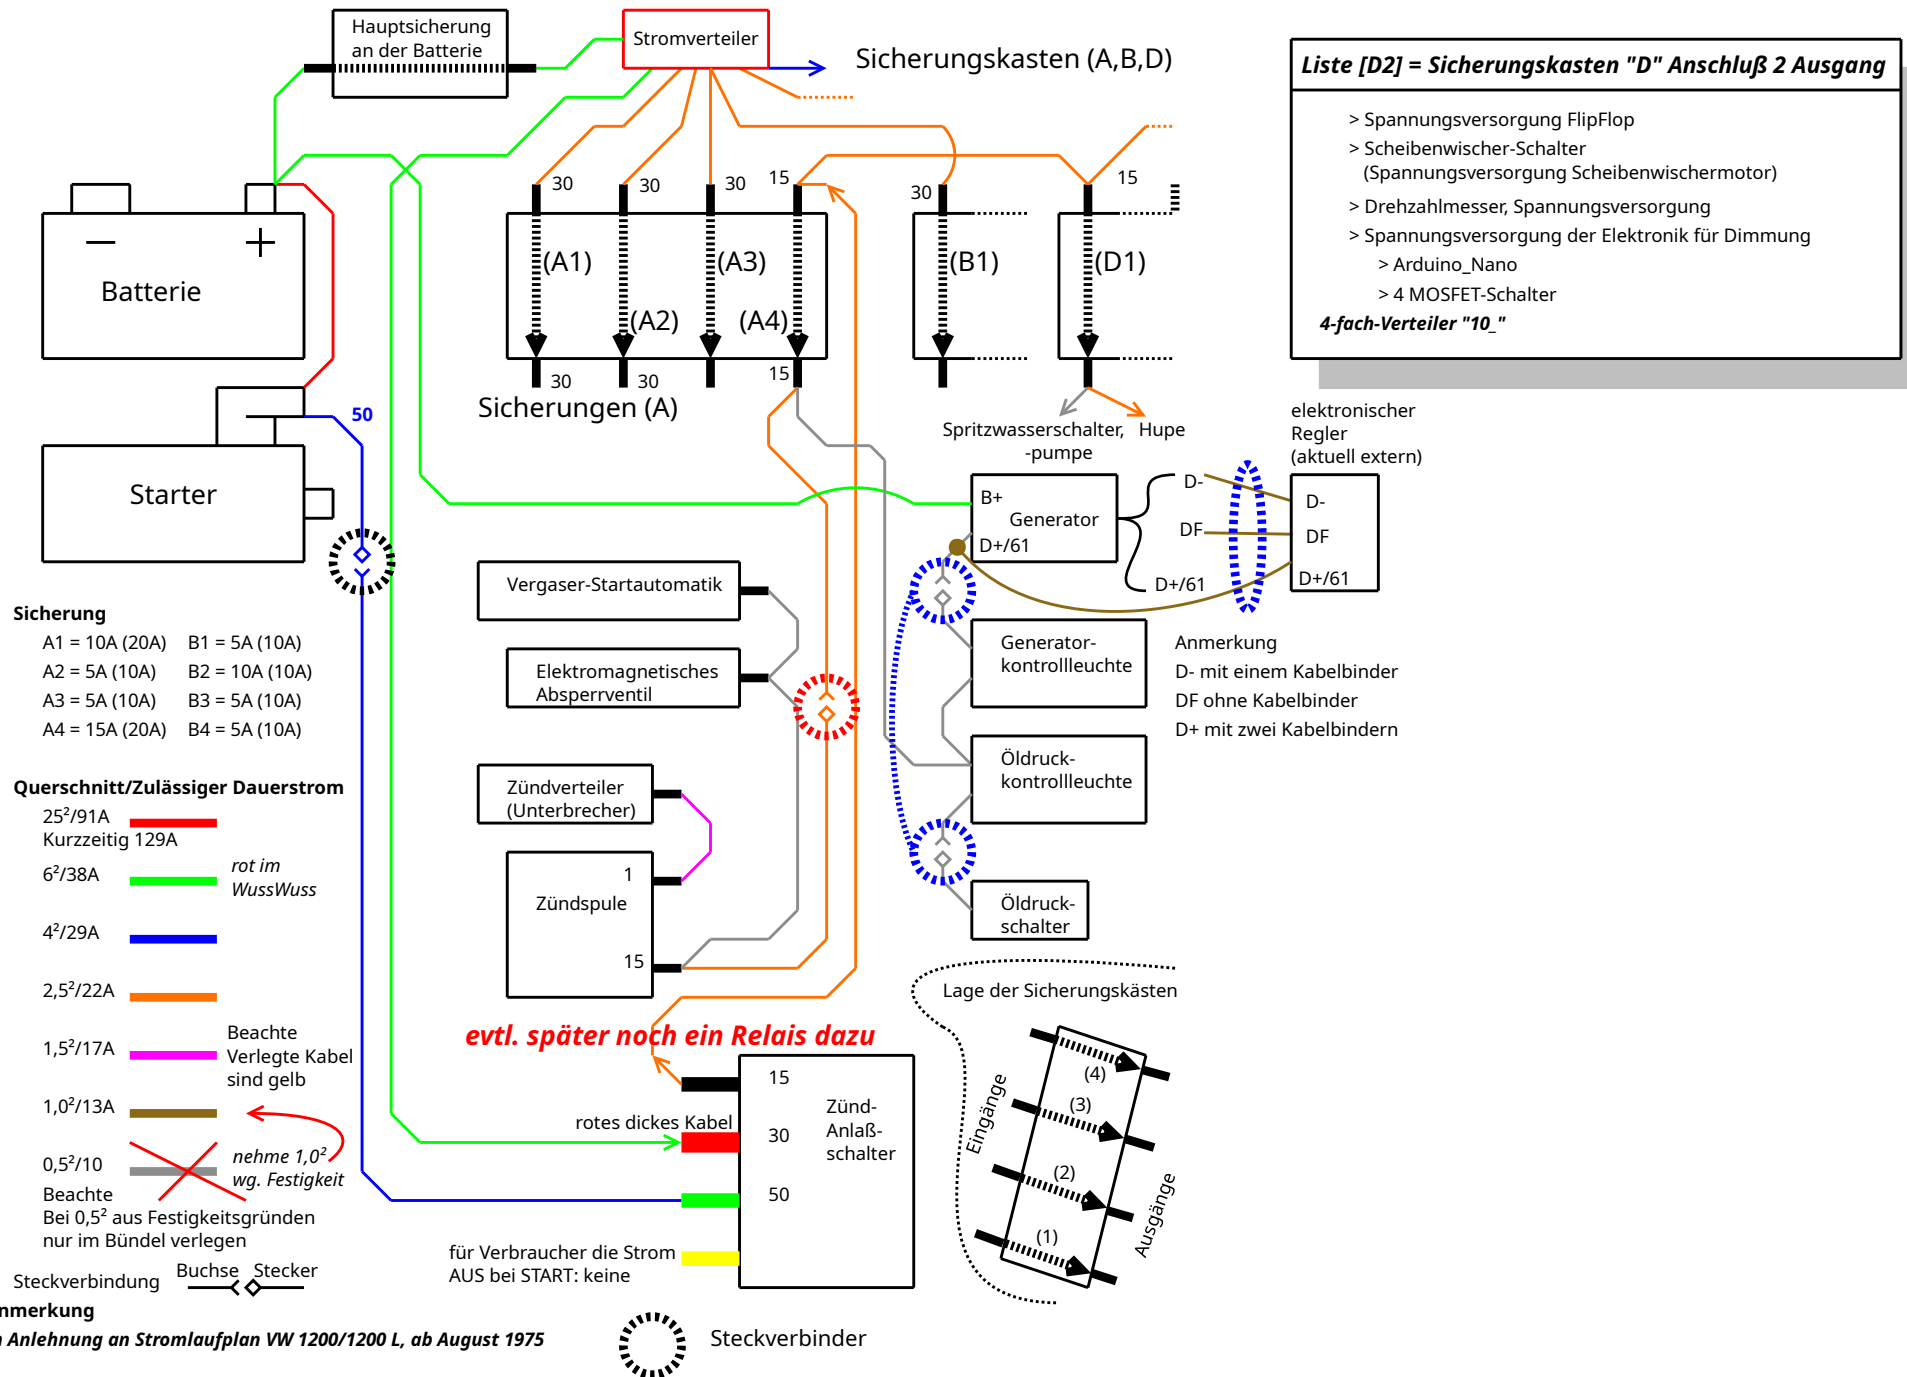 Hauptsicherung
an der Batterie
Stromverteiler
Sicherungskasten (A,B,D)
Liste [D2] = Sicherungskasten "D" Anschluß 2 Ausgang
> Spannungsversorgung FlipFlop
> Scheibenwischer-Schalter
(Spannungsversorgung Scheibenwischermotor)
> Drehzahlmesser, Spannungsversorgung
> Spannungsversorgung der Elektronik für Dimmung
> Arduino_Nano
> 4 MOSFET-Schalter
4-fach-Verteiler "10_"
30
30
30
15
30
15
Batterie
(A1)
(A2)
(A3)
(A4)
(B1)
(D1)
30
30
15
Sicherungen (A)
Spritzwasserschalter,
-pumpe
Hupe
50
Starter
elektronischer
Regler
(aktuell extern)
B+
Generator
D+/61
D-
DF
D+/61
D-
DF
D+/61
Vergaser-Startautomatik
Elektromagnetisches
Absperrventil
Generator-
kontrollleuchte
Anmerkung
D- mit einem Kabelbinder
DF ohne Kabelbinder
D+ mit zwei Kabelbindern
Öldruck-
kontrollleuchte
Öldruck-
schalter
Sicherung
A1 = 10A (20A) B1 = 5A (10A)
A2 = 5A (10A) B2 = 10A (10A)
A3 = 5A (10A) B3 = 5A (10A)
A4 = 15A (20A) B4 = 5A (10A)
Zündverteiler
(Unterbrecher)
1
Zündspule
15
Querschnitt/Zulässiger Dauerstrom
25²/91A
Kurzzeitig 129A
6²/38A
rot im
WussWuss
4²/29A
2,5²/22A
1,5²/17A
Beachte
Verlegte Kabel
sind gelb
1,0²/13A
0,5²/10
nehme 1,0²
wg. Festigkeit
Beachte
Bei 0,5² aus Festigkeitsgründen
nur im Bündel verlegen
Steckverbindung
Buchse Stecker
nmerkung
n Anlehnung an Stromlaufplan VW 1200/1200 L, ab August 1975
evtl. später noch ein Relais dazu
15
rotes dickes Kabel
30
50
Zünd-
Anlaß-
schalter
für Verbraucher die Strom
AUS bei START: keine
Steckverbinder
Lage der Sicherungskästen
Eingänge
(4)
(3)
(2)
(1)
Ausgänge